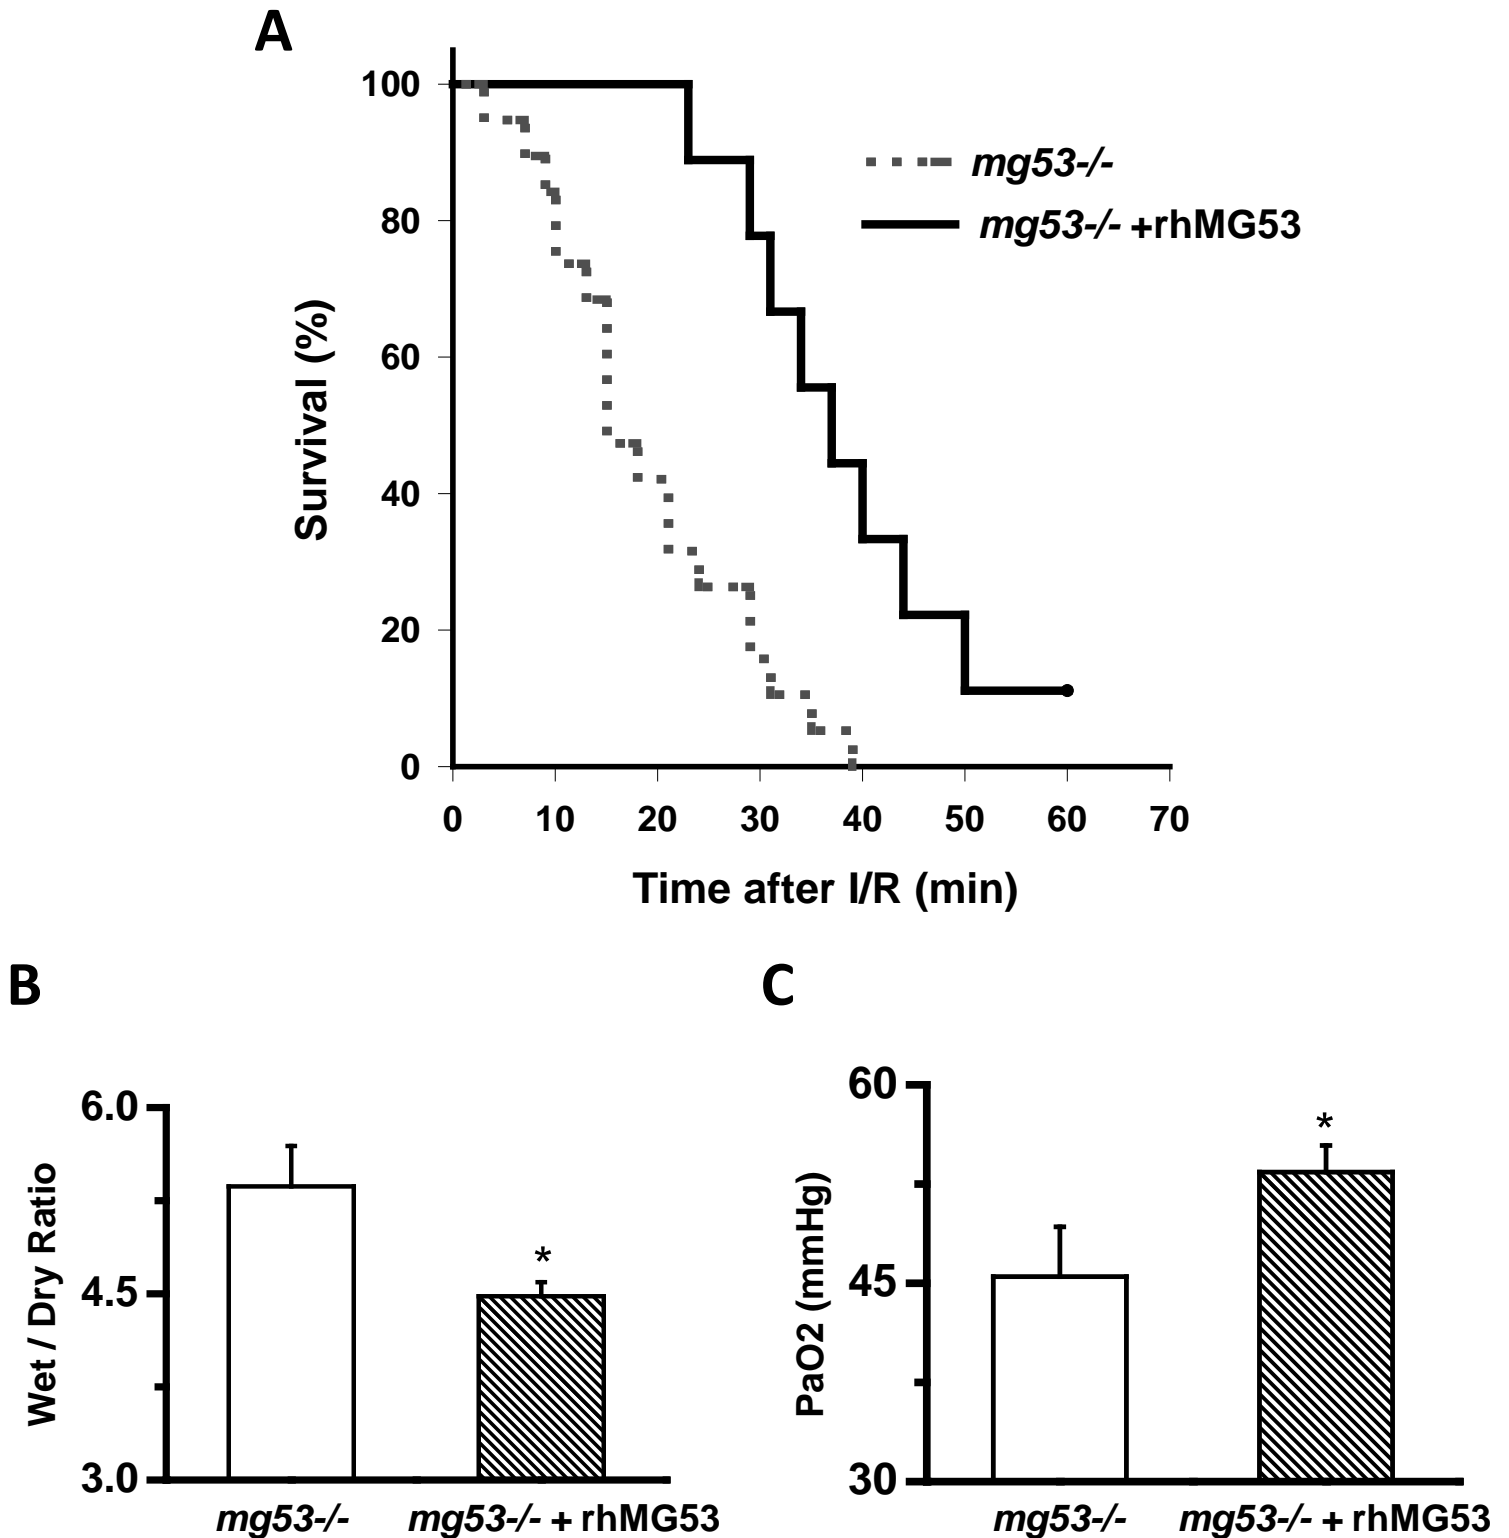 A
100
80
60
40
20
0
Survival (%)
mg53-/-
mg53-/- +rhMG53
0 10 20 30 40 50 60 70
Time after I/R (min)
B
6.0
4.5
3.0
Wet / Dry Ratio
*
mg53-/- mg53-/- + rhMG53
C
60
45
30
PaO2 (mmHg)
*
mg53-/- mg53-/- + rhMG53